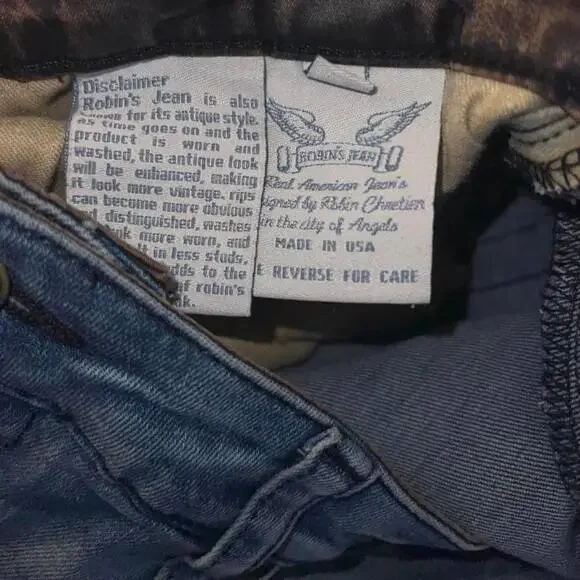 Disclaimer
Robin's Jean is also
for its antique style.
as time goes on and the
product is worn and
washed, the antique look
will be enhanced, making
it look more vintage. rips
can become more obvious
distinguished, washes
more worn, and
in less studs.
to the
if robin's
ROBIN'S JEAN
Real American Jean's
by Robin Chretien
in the city of Angels
MADE IN USA
REVERSE FOR CARE